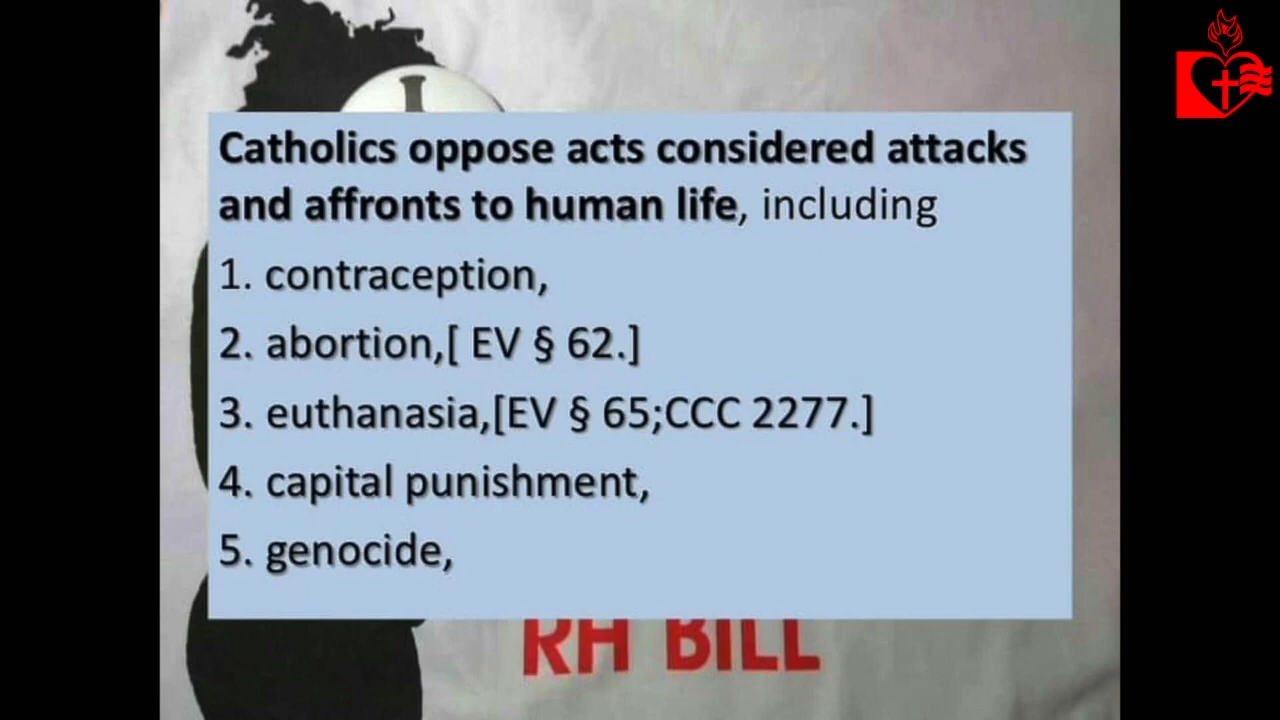 Catholics oppose acts considered attacks
and affronts to human life, including
1. contraception,
2. abortion,[ EV § 62.]
3. euthanasia,[EV § 65;CCC 2277.]
4. capital punishment,
5. genocide,
RH BILL